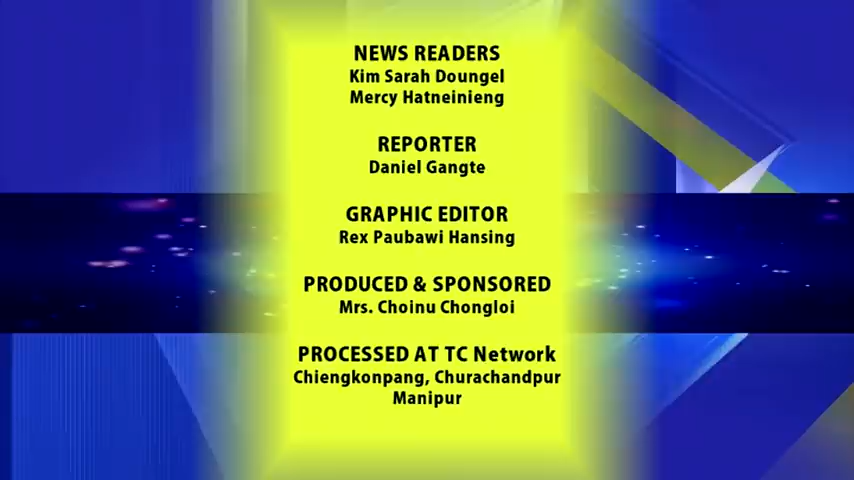 NEWS READERS
Kim Sarah Doungel
Mercy Hatneinieng
REPORTER
Daniel Gangte
GRAPHIC EDITOR
Rex Paubawi Hansing
PRODUCED & SPONSORED
Mrs. Choinu Chongloi
PROCESSED AT TC Network
Chiengkonpang, Churachandpur
Manipur